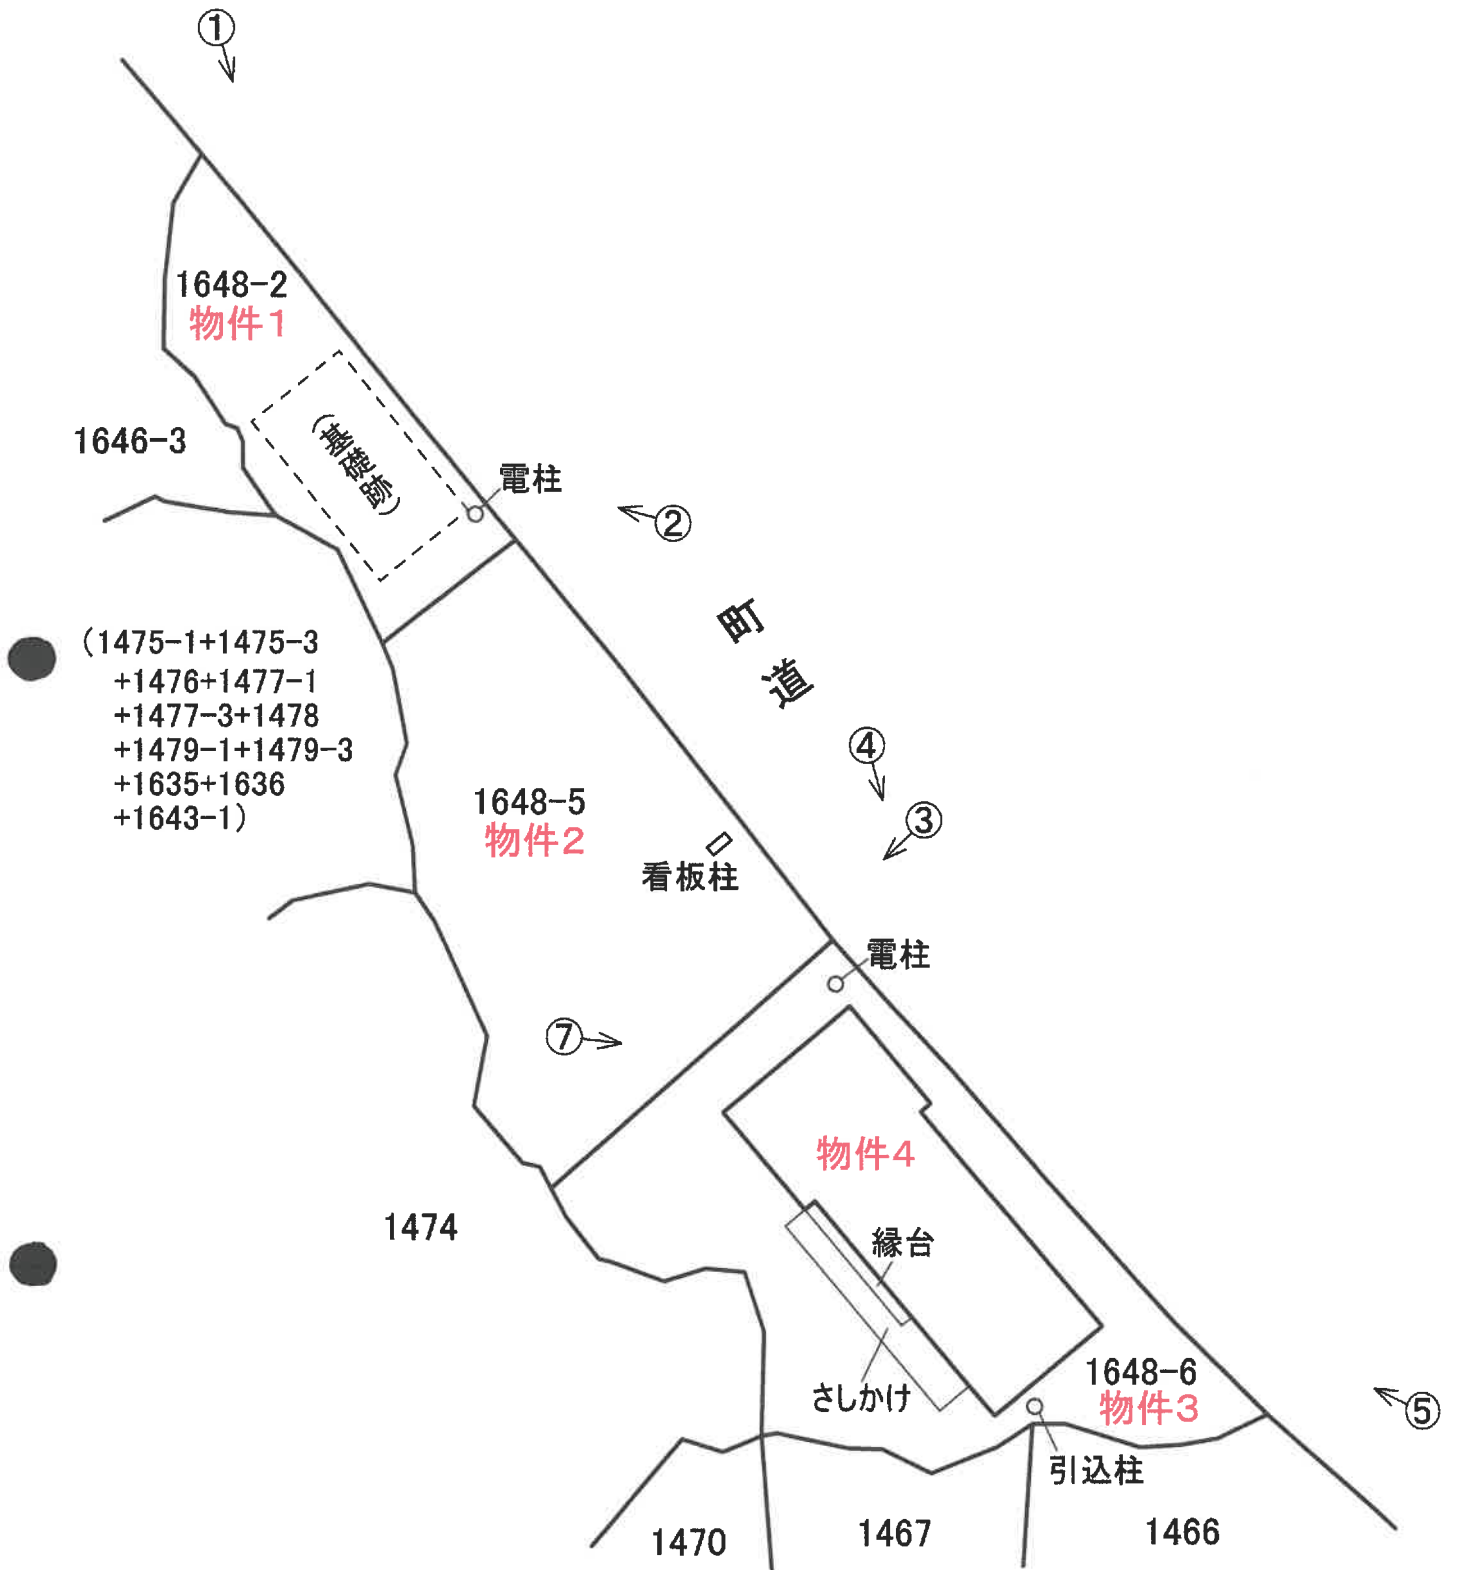 ①
1648-2
物件1
(基礎跡)
1646-3
電柱
②
町
道
(1475-1+1475-3
+1476+1477-1
+1477-3+1478
+1479-1+1479-3
+1635+1636
+1643-1)
④
③
1648-5
物件2
看板柱
電柱
⑦
物件4
1474
縁台
さしかけ
1648-6
物件3
⑤
引込柱
1470
1467
1466